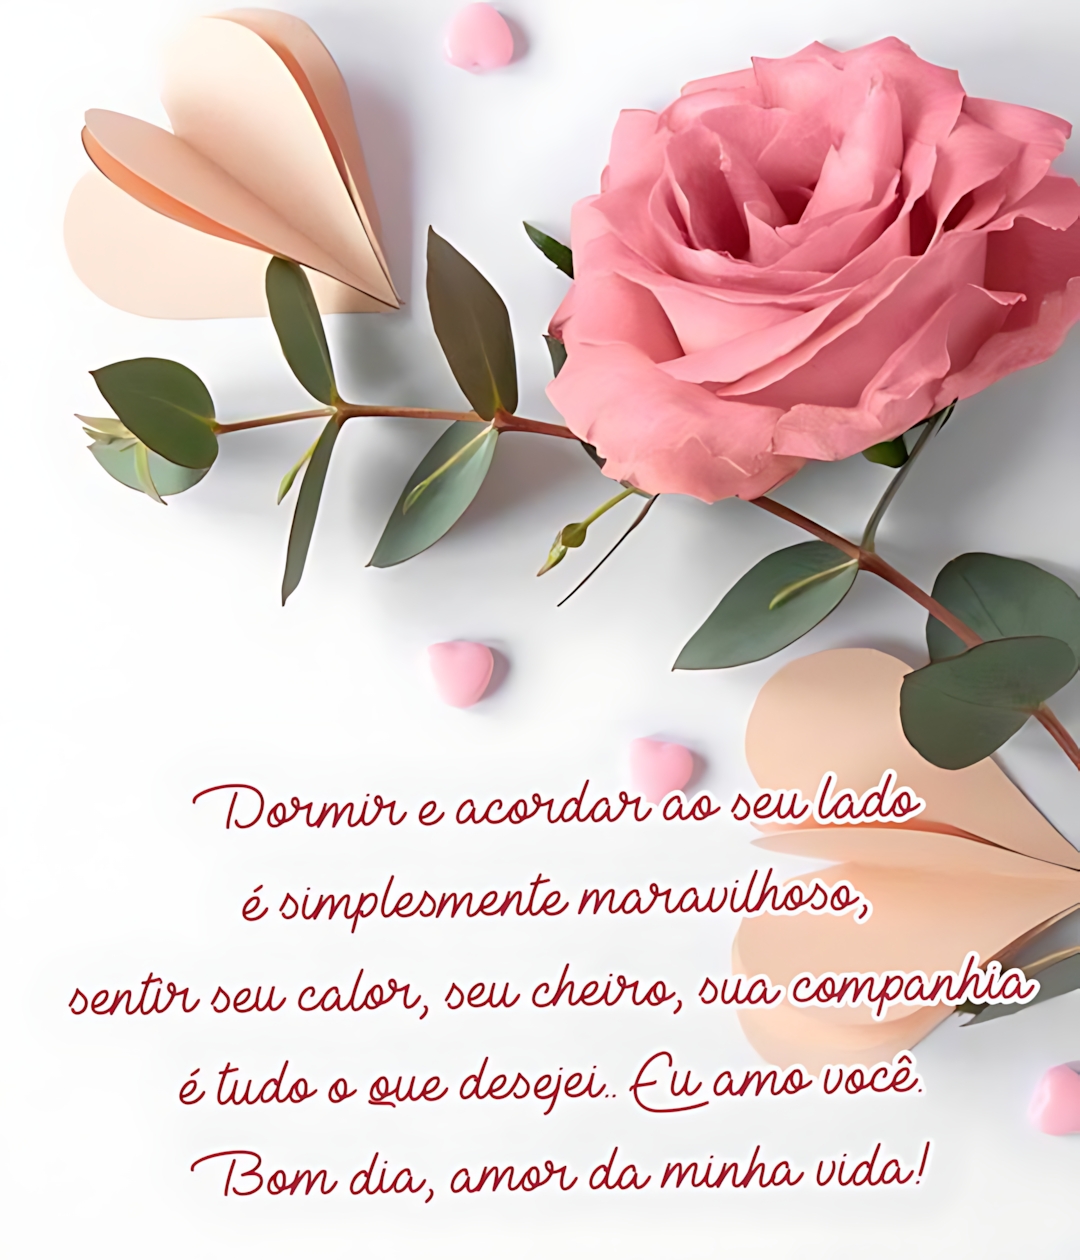 Dormir e acordar ao seu lado
é simplesmente maravilhoso,
sentir seu calor, seu cheiro, sua companhia
é tudo o que desejei.. Eu amo você.
Bom dia, amor da minha vida!